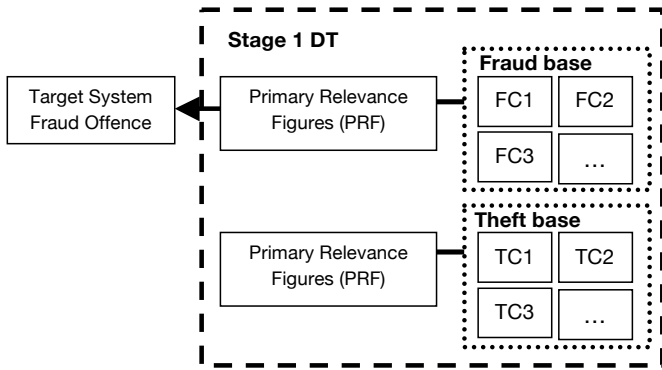 Stage 1 DT
Fraud base
Target System
Fraud Offence
Primary Relevance
Figures (PRF)
FC1
FC2
FC3
...
Theft base
Primary Relevance
Figures (PRF)
TC1
TC2
TC3
...